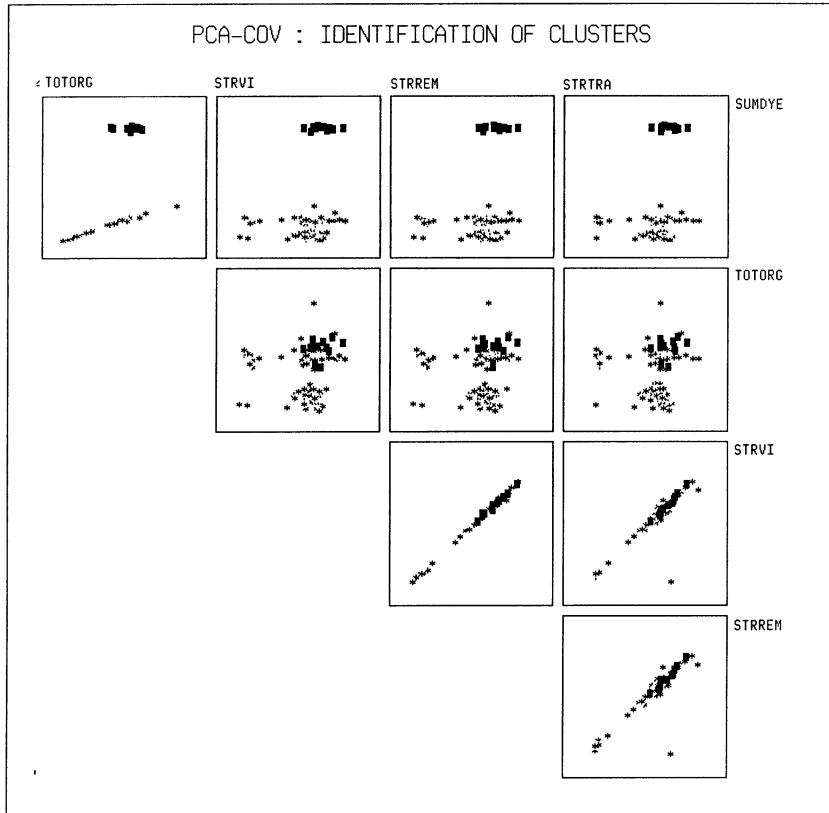 PCA-COV : IDENTIFICATION OF CLUSTERS
TOTORG STRVI STRREM STRTRA
SUMDYE
TOTORG
STRVI
STRREM